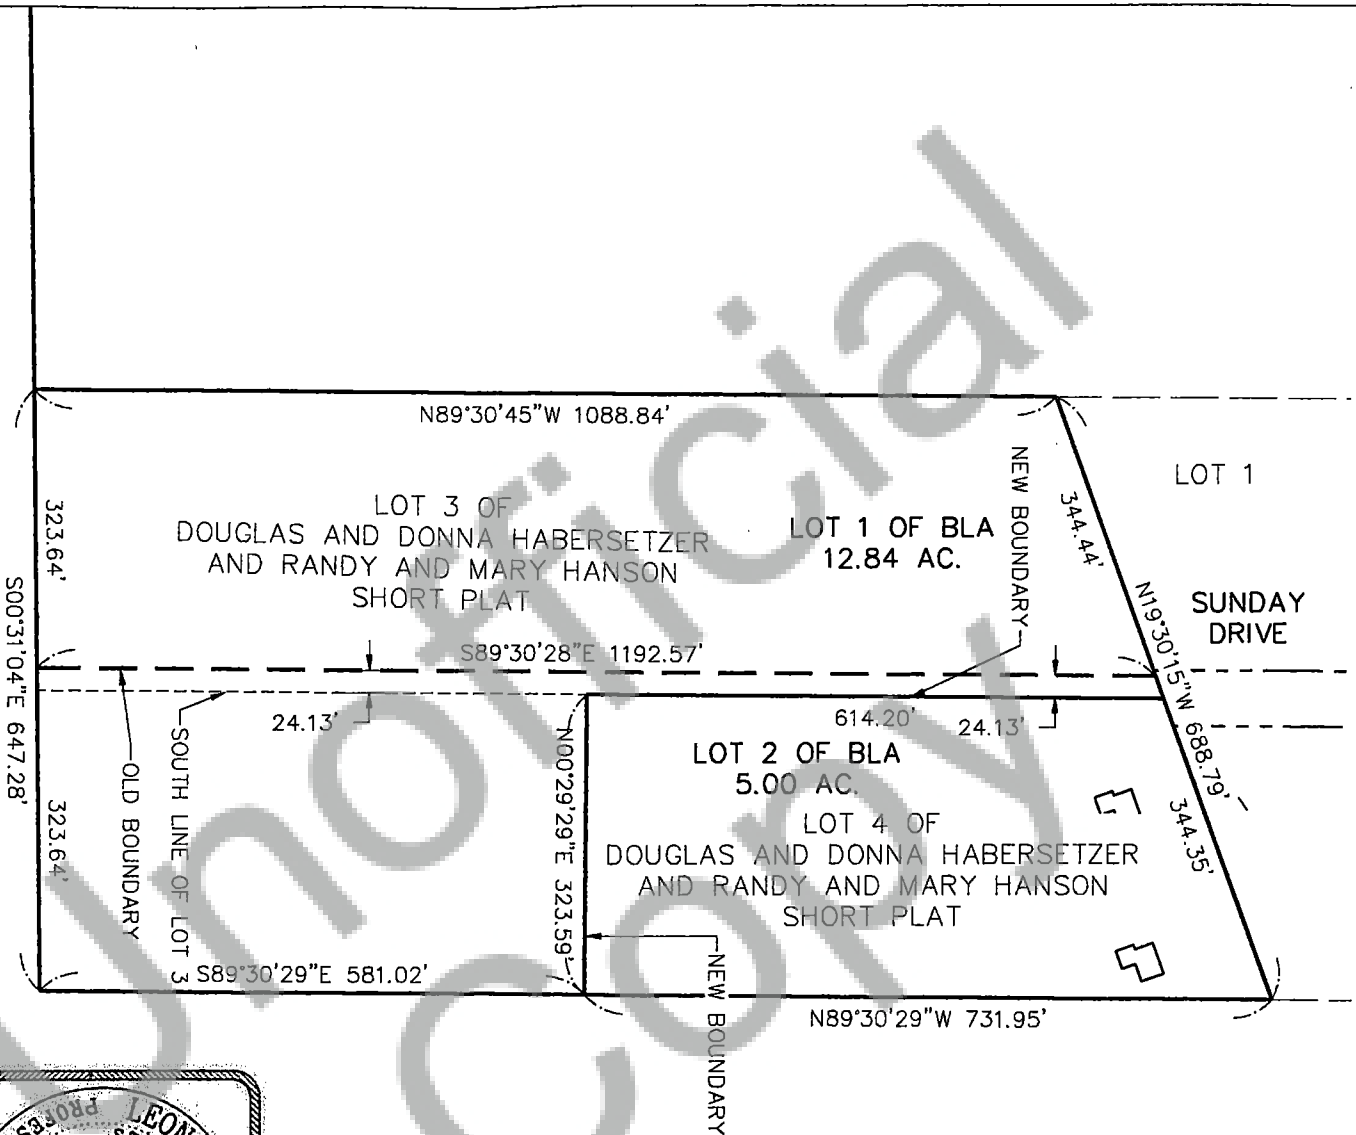 N89°30'45"W 1088.84'
LOT 3 OF
DOUGLAS AND DONNA HABERSETZER
AND RANDY AND MARY HANSON
SHORT PLAT
LOT 1 OF BLA
12.84 AC.
NEW BOUNDARY
344.44'
LOT 1
SUNDAY
DRIVE
N19°30'15"W 688.79'
323.64'
S00°31'04"E 647.28'
S89°30'28"E 1192.57'
24.13'
614.20'
24.13'
OLD BOUNDARY
SOUTH LINE OF LOT 3
323.64'
N00°29'29"E 323.59'
LOT 2 OF BLA
5.00 AC.
LOT 4 OF
DOUGLAS AND DONNA HABERSETZER
AND RANDY AND MARY HANSON
SHORT PLAT
344.35'
S89°30'29"E 581.02'
NEW BOUNDARY
N89°30'29"W 731.95'
Unofficial
Copy
LEON